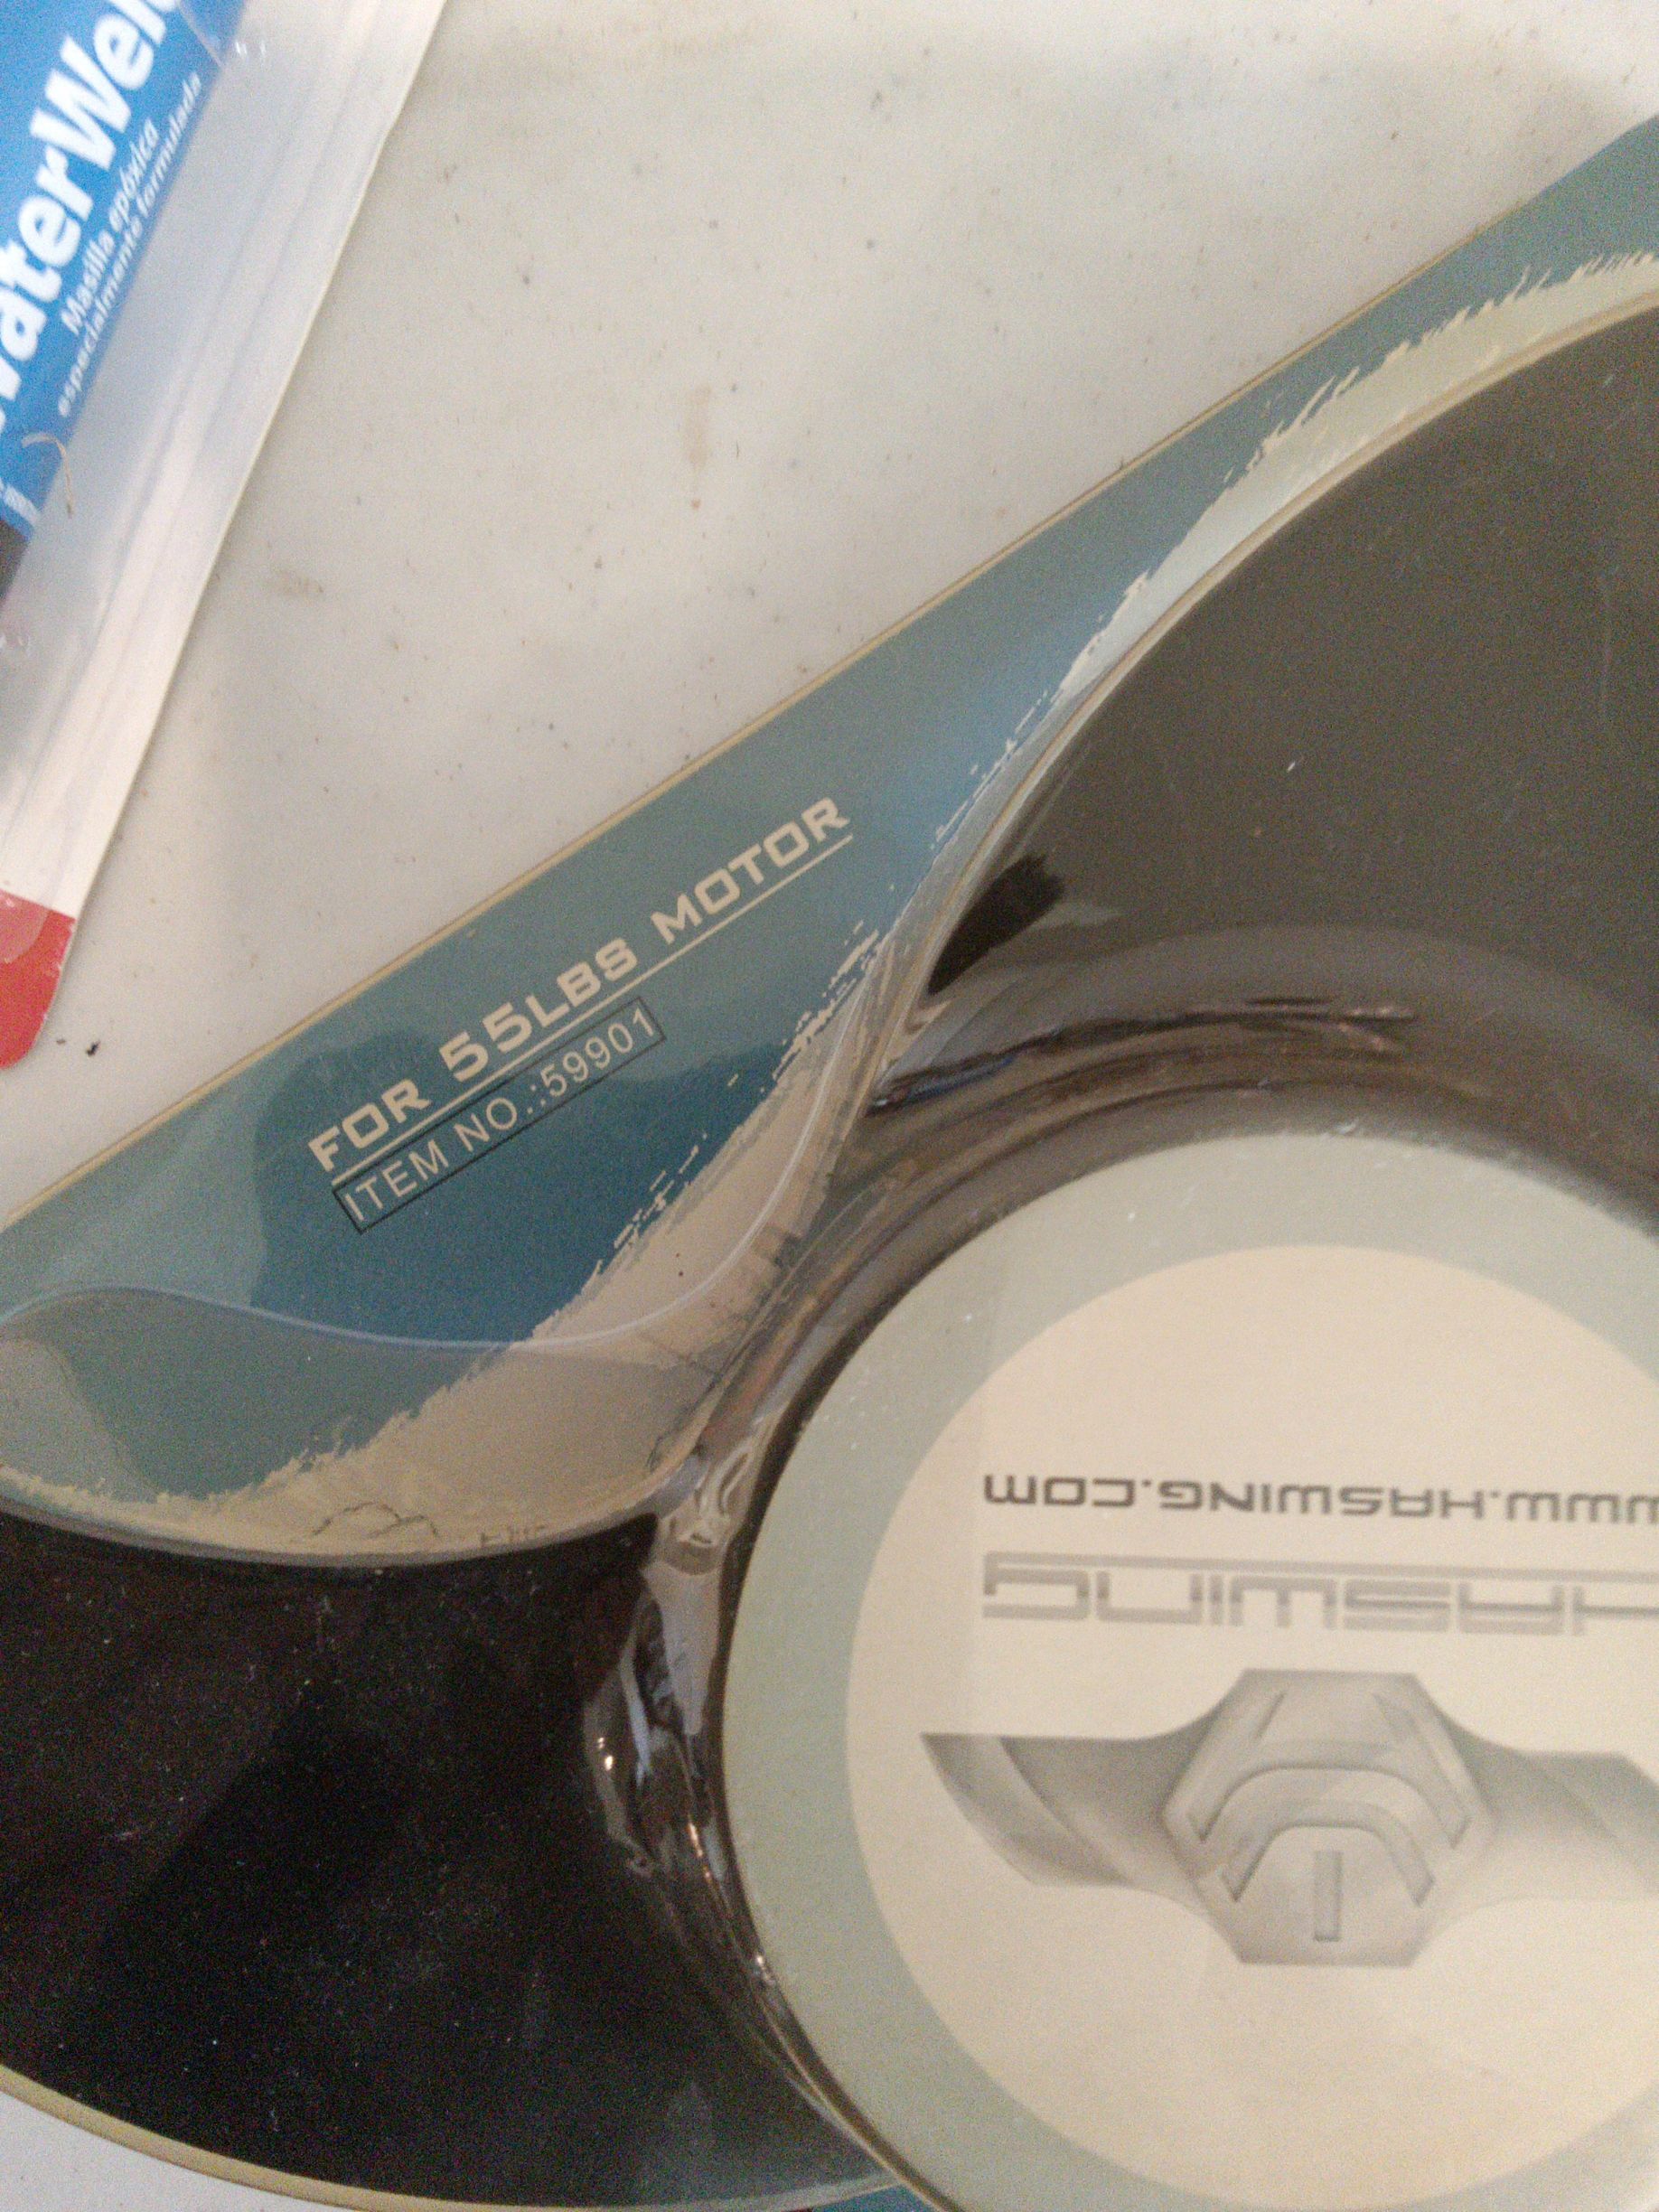 WaterWel
Masilla epóxica
especialmente formulada
FOR 55LBS MOTOR
ITEM NO.:59901
WWW.HASWING.COM
HASWING